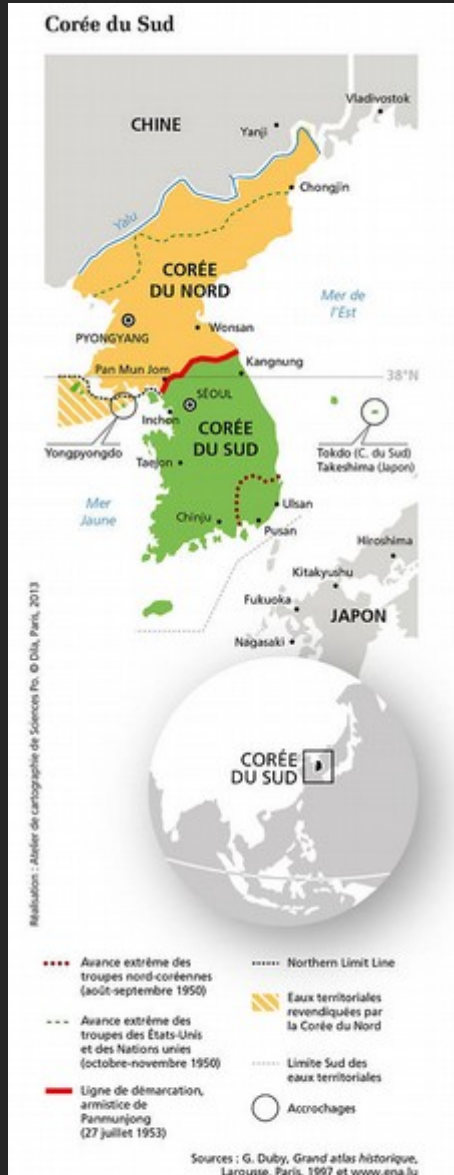 Corée du Sud
Vladivostok
CHINE
Yanji
Chongjin
Yalu
CORÉE
DU NORD
Mer de
l'Est
PYONGYANG
Wonsan
Pan Mun Jom
Kangnung
38°N
SÉOUL
Inchon
CORÉE
DU SUD
Yongpyongdo
Taejon
Tokdo (C. du Sud)
Takeshima (Japon)
Mer
Jaune
Chinju
Ulsan
Pusan
Hiroshima
Kitakyushu
Fukuoka
JAPON
Nagasaki
Réalisation : Atelier de cartographie de Sciences Po. © Dila, Paris, 2013
CORÉE
DU SUD
Avance extrême des
troupes nord-coréennes
(août-septembre 1950)
Avance extrême des
troupes des États-Unis
et des Nations unies
(octobre-novembre 1950)
Ligne de démarcation,
armistice de
Panmunjong
(27 juillet 1953)
Northern Limit Line
Eaux territoriales
revendiquées par
la Corée du Nord
Limite Sud des
eaux territoriales
Accrochages
Sources : G. Duby, Grand atlas historique,
Larousse, Paris, 1997 et www.ena.lu